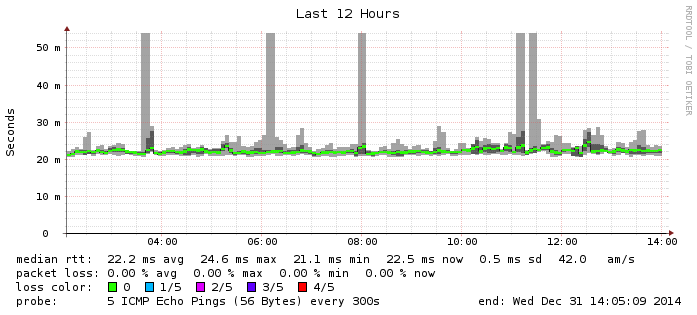 Last 12 Hours
RRDTOOL / TOBI OETIKER
Seconds
50 m
40 m
30 m
20 m
10 m
0
04:00 06:00 08:00 10:00 12:00 14:00
median rtt: 22.2 ms avg 24.6 ms max 21.1 ms min 22.5 ms now 0.5 ms sd 42.0 am/s
packet loss: 0.00 % avg 0.00 % max 0.00 % min 0.00 % now
loss color: 0 1/5 2/5 3/5 4/5
probe: 5 ICMP Echo Pings (56 Bytes) every 300s end: Wed Dec 31 14:05:09 2014